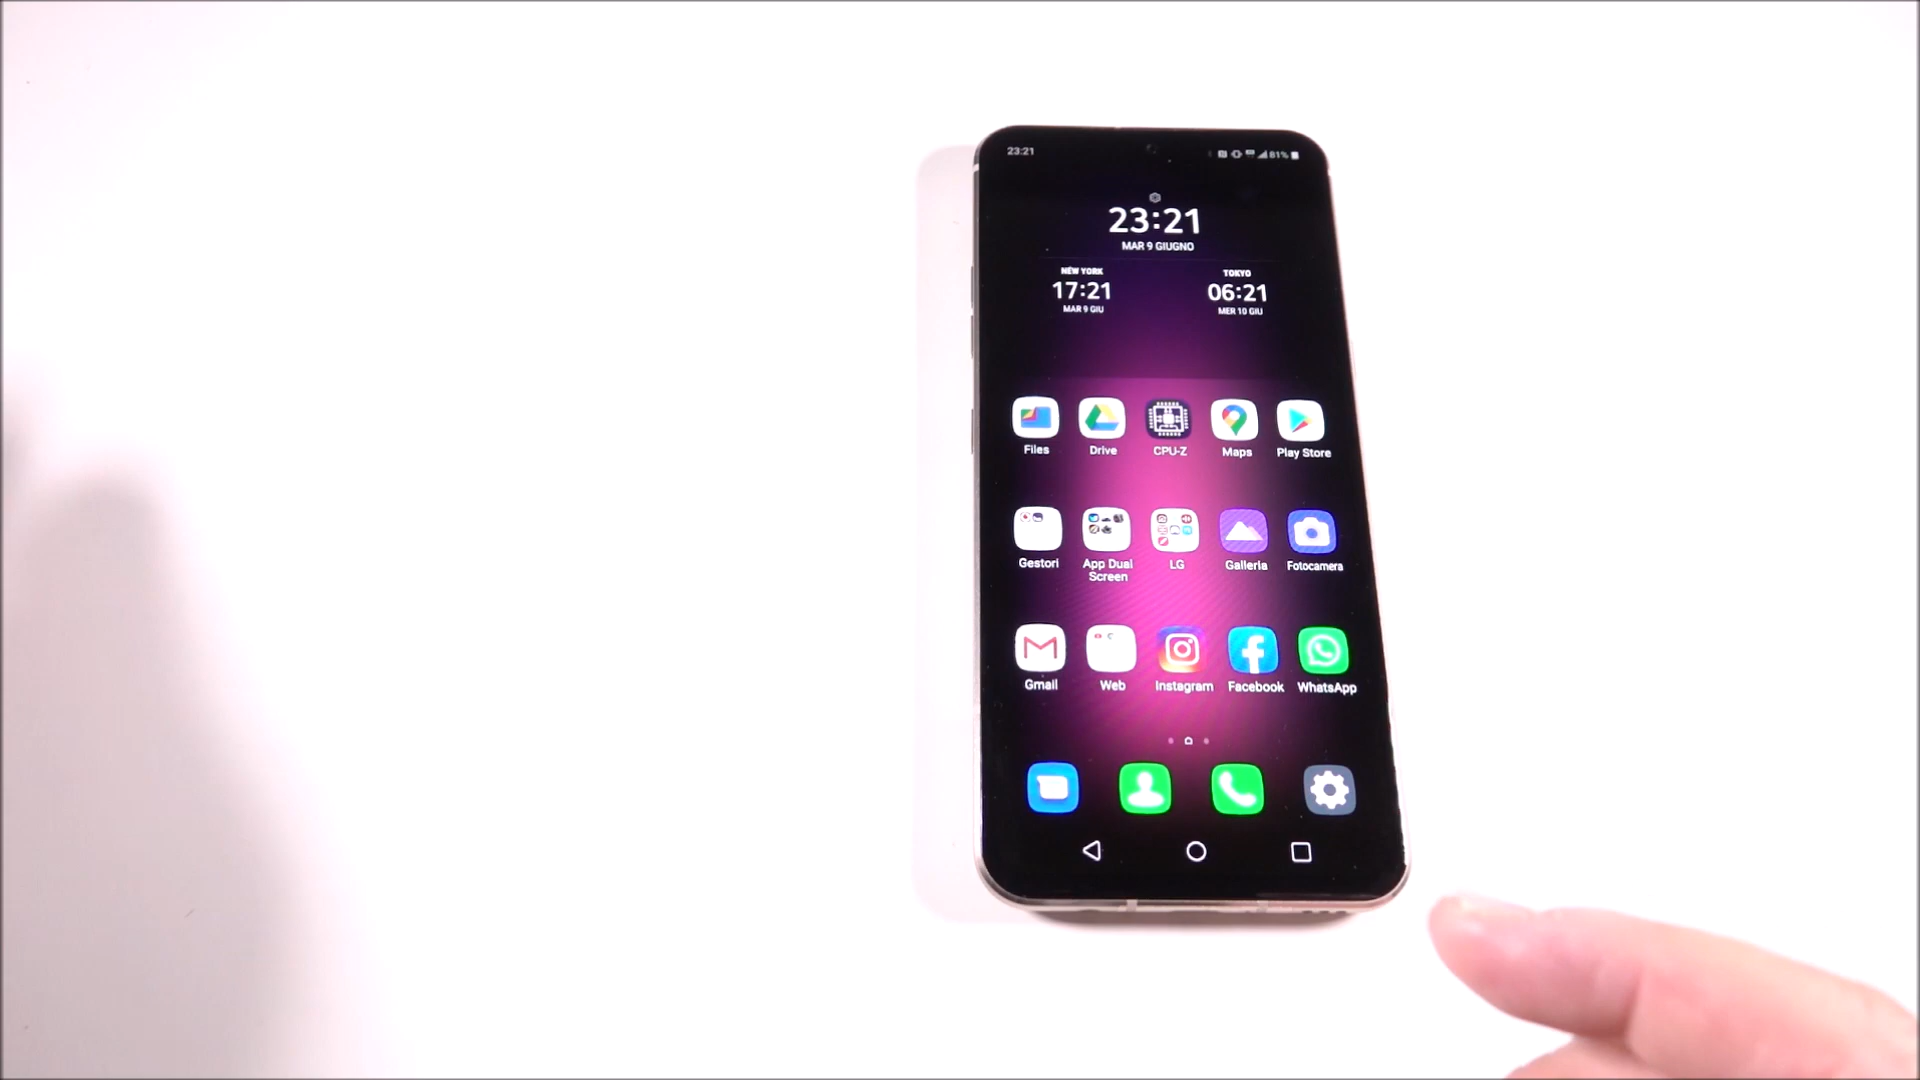 23:21
81%
23:21
MAR 9 GIUGNO
NEW YORK
TOKYO
17:21
06:21
MAR 9 GIU
MER 10 GIU
Files
Drive
CPU-Z
Maps
Play Store
Gestori
App Dual
Screen
LG
Galleria
Fotocamera
Gmail
Web
Instagram
Facebook
WhatsApp